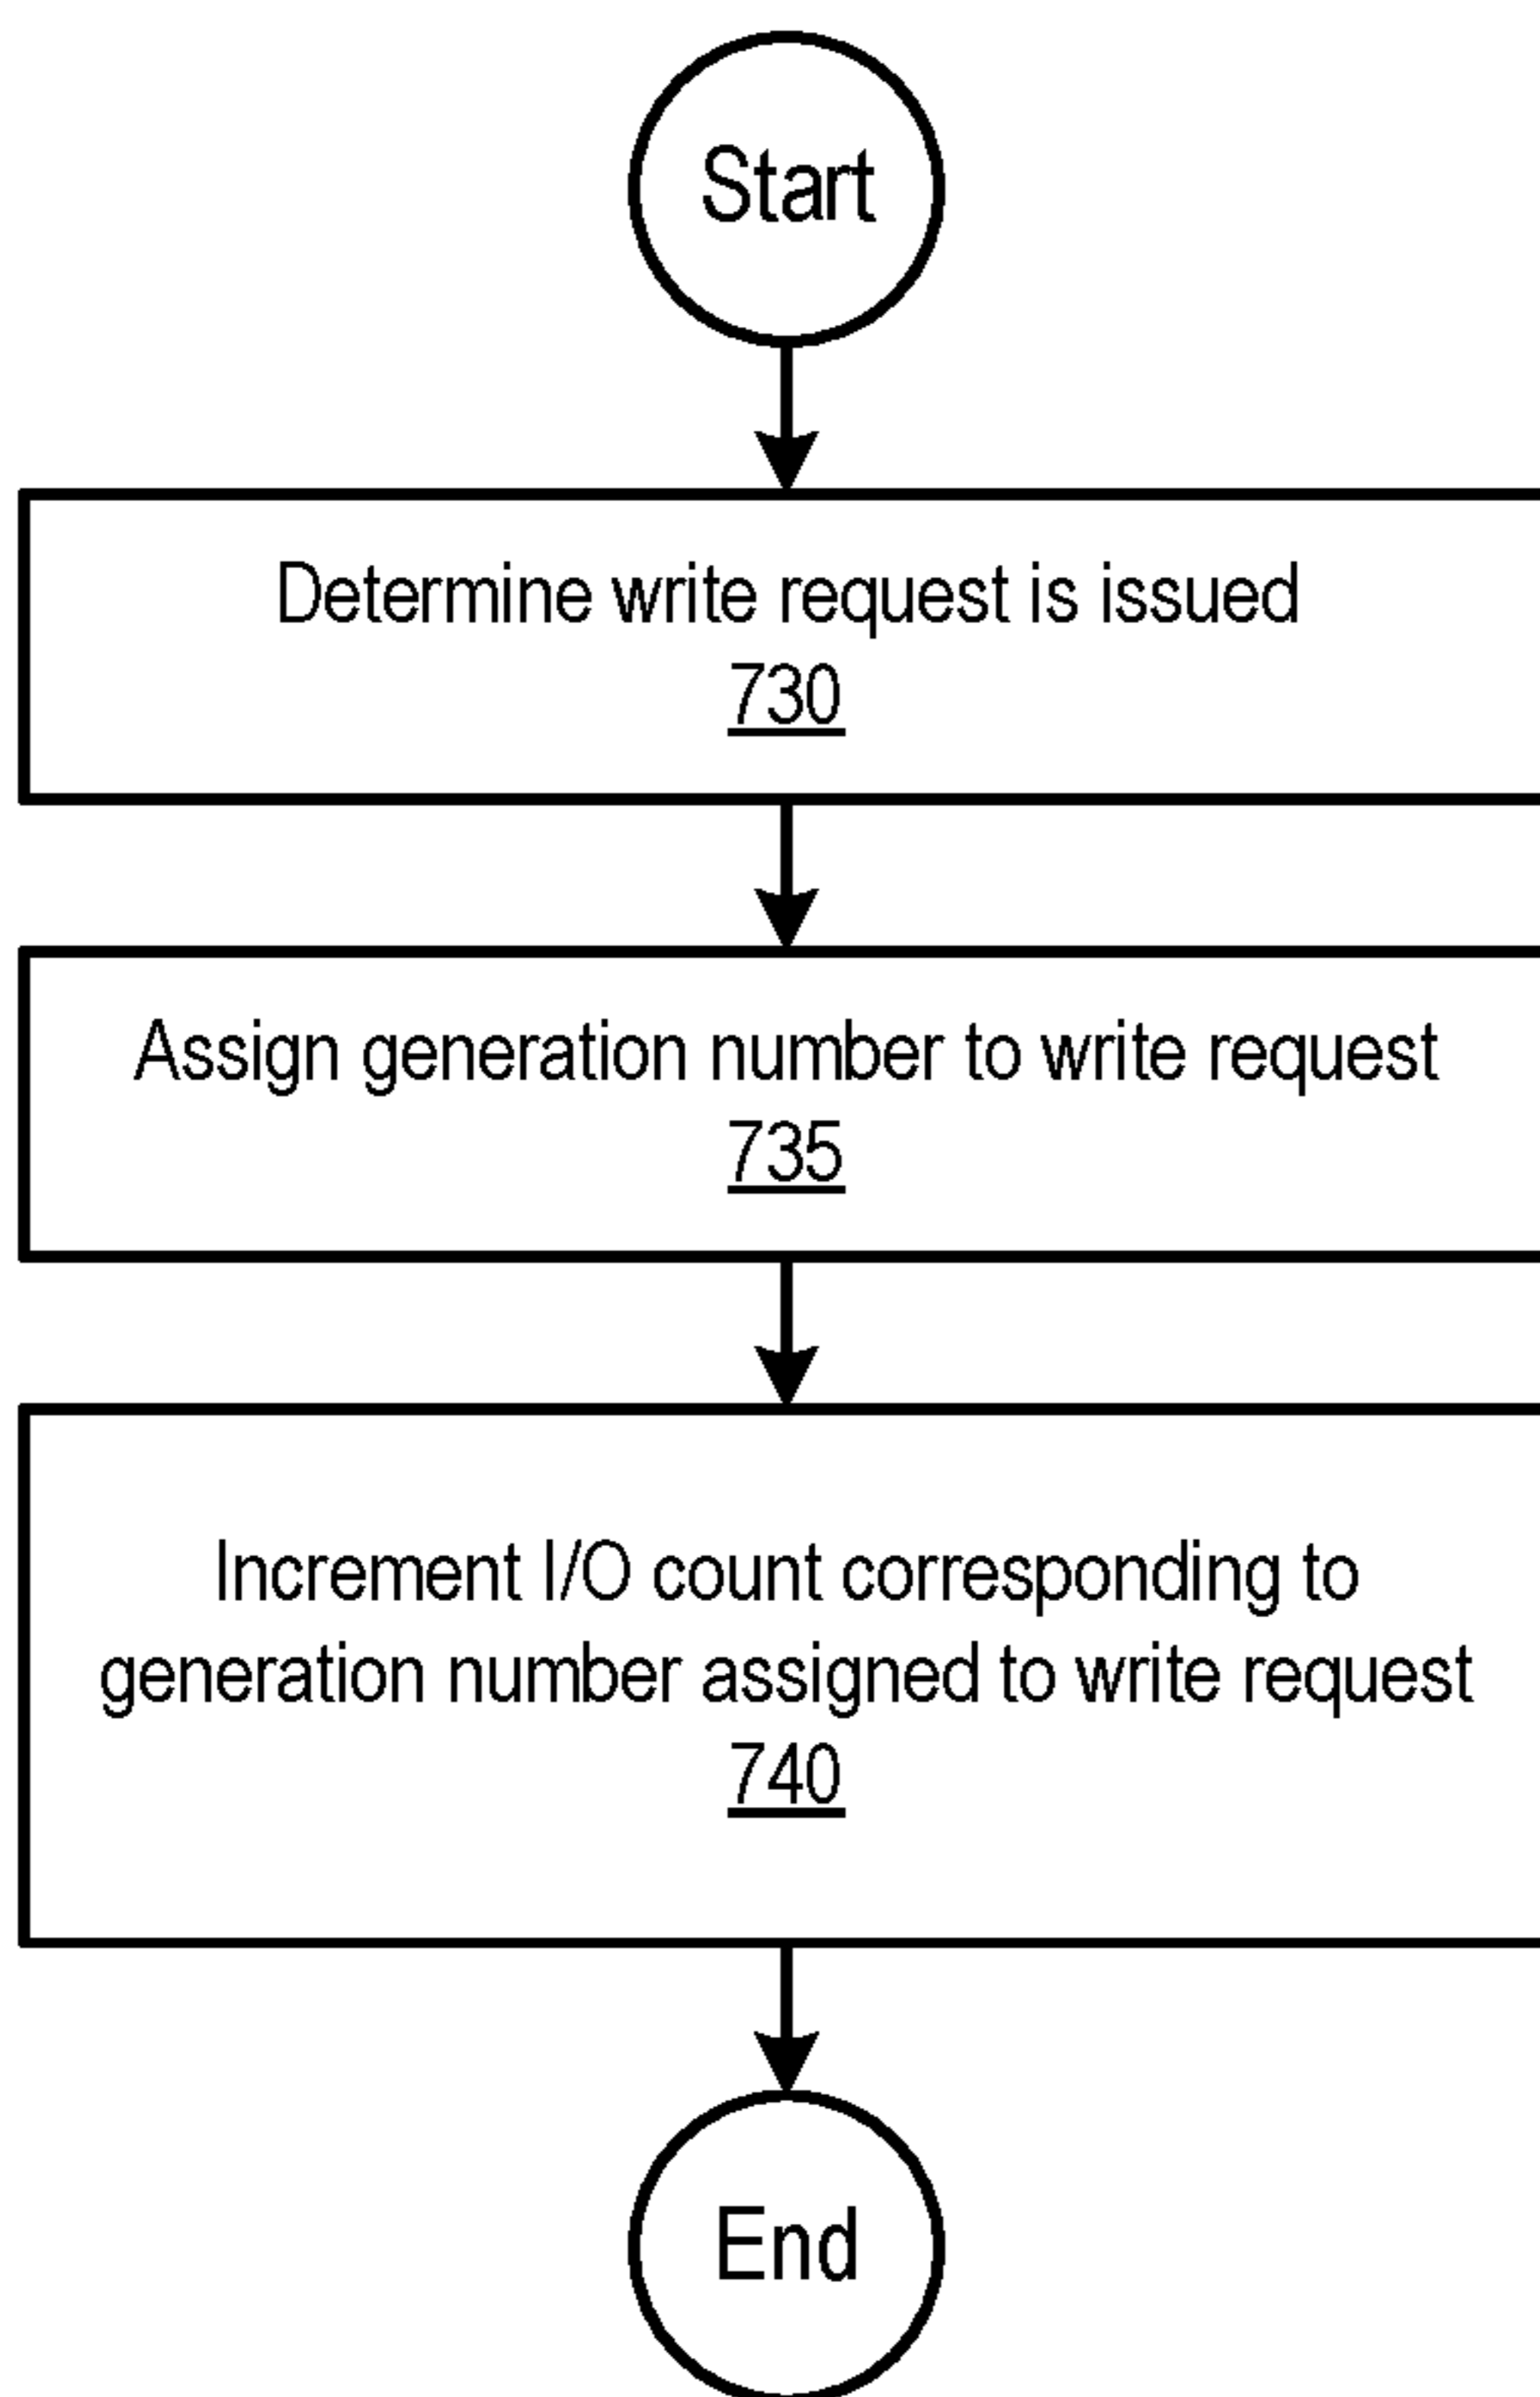 Start
Determine write request is issued
730
Assign generation number to write request
735
Increment I/O count corresponding to
generation number assigned to write request
740
End